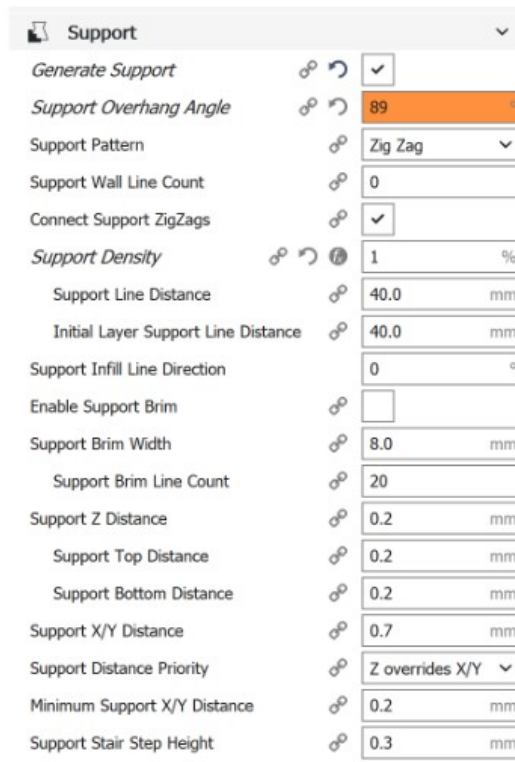 Support
Generate Support
Support Overhang Angle 89 °
Support Pattern Zig Zag
Support Wall Line Count 0
Connect Support ZigZags
Support Density 1 %
Support Line Distance 40.0 mm
Initial Layer Support Line Distance 40.0 mm
Support Infill Line Direction 0 °
Enable Support Brim
Support Brim Width 8.0 mm
Support Brim Line Count 20
Support Z Distance 0.2 mm
Support Top Distance 0.2 mm
Support Bottom Distance 0.2 mm
Support X/Y Distance 0.7 mm
Support Distance Priority Z overrides X/Y
Minimum Support X/Y Distance 0.2 mm
Support Stair Step Height 0.3 mm